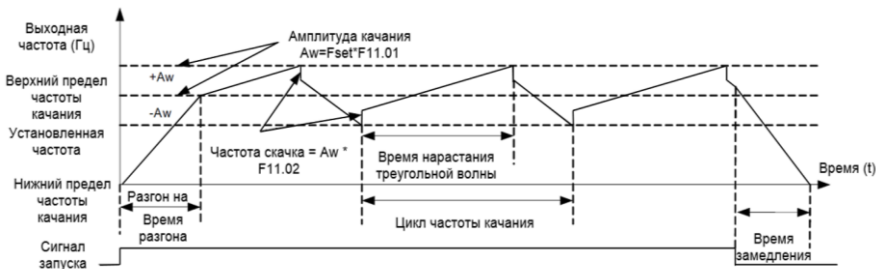 Выходная
частота (Гц)
Амплитуда качания
Aw=Fset*F11.01
+Aw
Верхний предел
частоты
качания
-Aw
Установленная
частота
Частота скачка = Aw *
F11.02
Время нарастания
треугольной волны
Время (t)
Нижний предел
частоты
качания
Разгон на
Время
разгона
Цикл частоты качания
Время
замедления
Сигнал
запуска